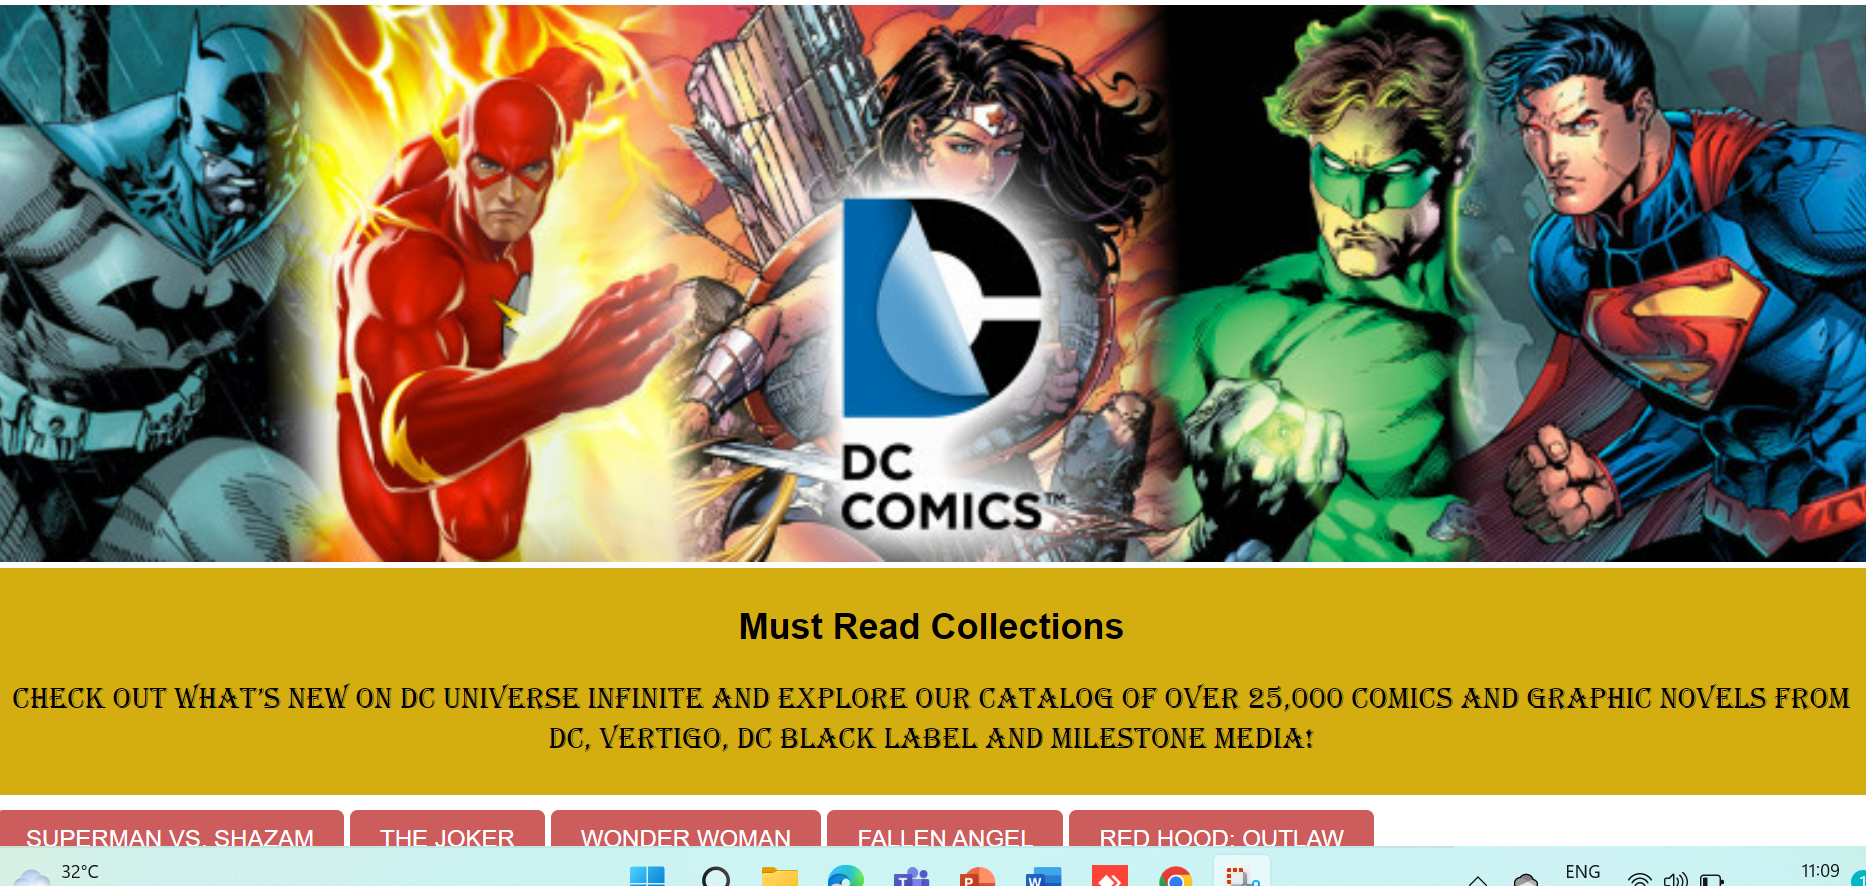 DC
COMICS™
Must Read Collections
CHECK OUT WHAT'S NEW ON DC UNIVERSE INFINITE AND EXPLORE OUR CATALOG OF OVER 25,000 COMICS AND GRAPHIC NOVELS FROM
DC, VERTIGO, DC BLACK LABEL AND MILESTONE MEDIA!
SUPERMAN VS. SHAZAM THE JOKER WONDER WOMAN FALLEN ANGEL RED HOOD: OUTLAW
32°C ENG 11:09